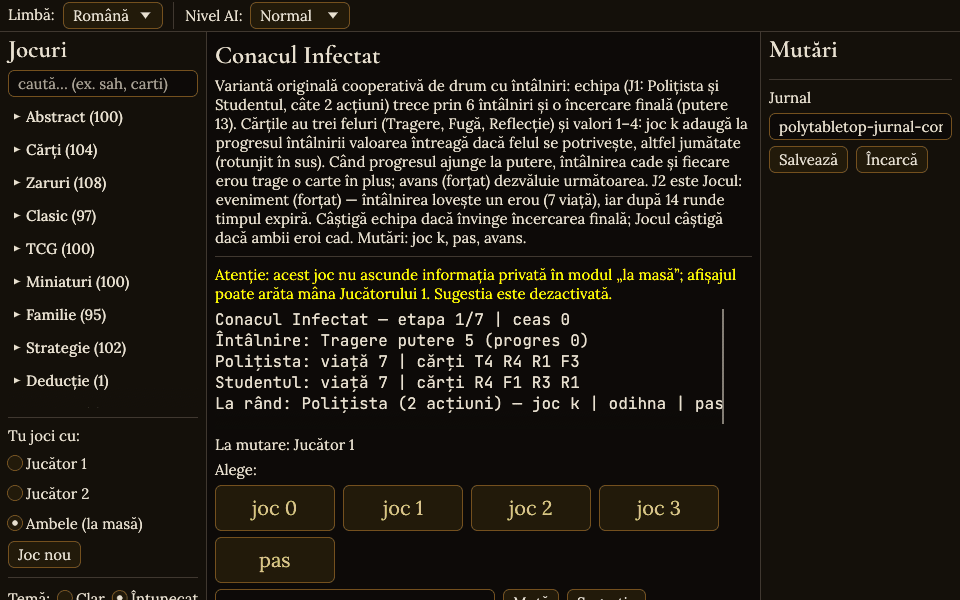 Limbă: Română ▼ Nivel AI: Normal ▼
Jocuri
caută... (ex. sah, carti)
▸ Abstract (100)
▸ Cărți (104)
▸ Zaruri (108)
▸ Clasic (97)
▸ TCG (100)
▸ Miniaturi (100)
▸ Familie (95)
▸ Strategie (102)
▸ Deducție (1)
Tu joci cu:
Jucător 1
Jucător 2
Ambele (la masă)
Joc nou
Temă: Clar Întunecat
Conacul Infectat
Variantă originală cooperativă de drum cu întâlniri: echipa (J1: Polițista și
Studentul, câte 2 acțiuni) trece prin 6 întâlniri și o încercare finală (putere
13). Cărțile au trei feluri (Tragere, Fugă, Reflecție) și valori 1–4: joc k adaugă la
progresul întâlnirii valoarea întreagă dacă felul se potrivește, altfel jumătate
(rotunjit în sus). Când progresul ajunge la putere, întâlnirea cade și fiecare
erou trage o carte în plus; avans (forțat) dezvăluie următoarea. J2 este Jocul:
eveniment (forțat) — întâlnirea lovește un erou (7 viață), iar după 14 runde
timpul expiră. Câștigă echipa dacă învinge încercarea finală; Jocul câștigă
dacă ambii eroi cad. Mutări: joc k, pas, avans.
Atenție: acest joc nu ascunde informația privată în modul „la masă”; afișajul
poate arăta mâna Jucătorului 1. Sugestia este dezactivată.
Conacul Infectat — etapa 1/7 | ceas 0
Întâlnire: Tragere putere 5 (progres 0)
Polițista: viață 7 | cărți T4 R4 R1 F3
Studentul: viață 7 | cărți R4 F1 R3 R1
La rând: Polițista (2 acțiuni) — joc k | odihna | pas
La mutare: Jucător 1
Alege:
joc 0 joc 1 joc 2 joc 3
pas
Mută Sugestie
Mutări
Jurnal
polytabletop-jurnal-cor
Salvează Încarcă